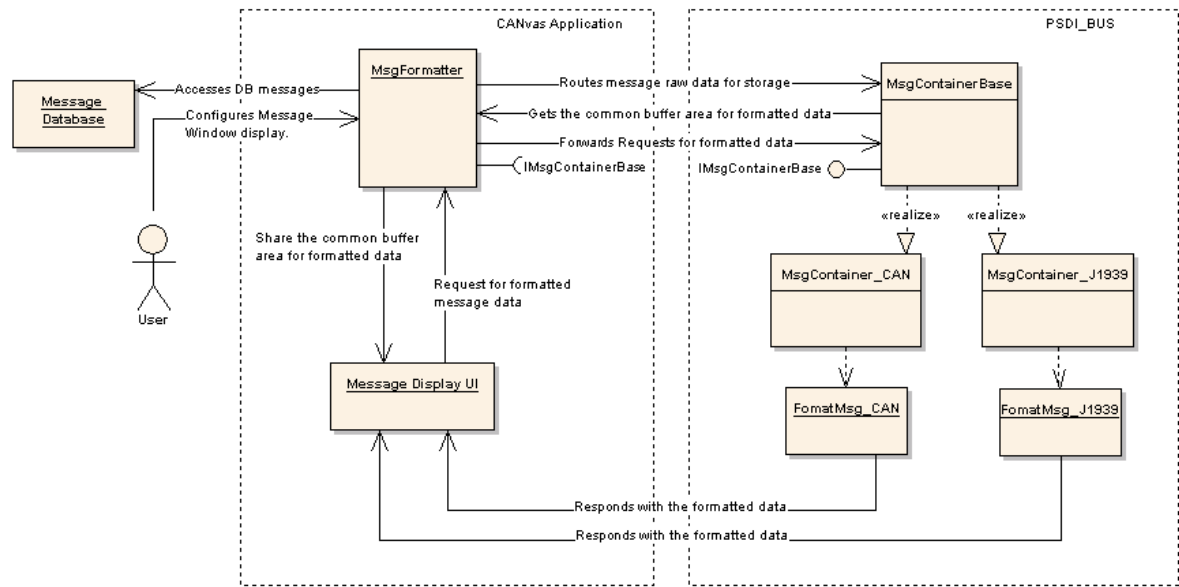 CANvas Application
PSDI_BUS
MsgFormatter
MsgContainerBase
Message
Database
Accesses DB messages
Routes message raw data for storage
Configures Message
Window display.
Gets the common buffer area for formatted data
Forwards Requests for formatted data
IMsgContainerBase
IMsgContainerBase
«realize»
«realize»
Share the common buffer
area for formatted data
Request for formatted
message data
User
MsgContainer_CAN
MsgContainer_J1939
Message Display UI
FomatMsg_CAN
FomatMsg_J1939
Responds with the formatted data
Responds with the formatted data